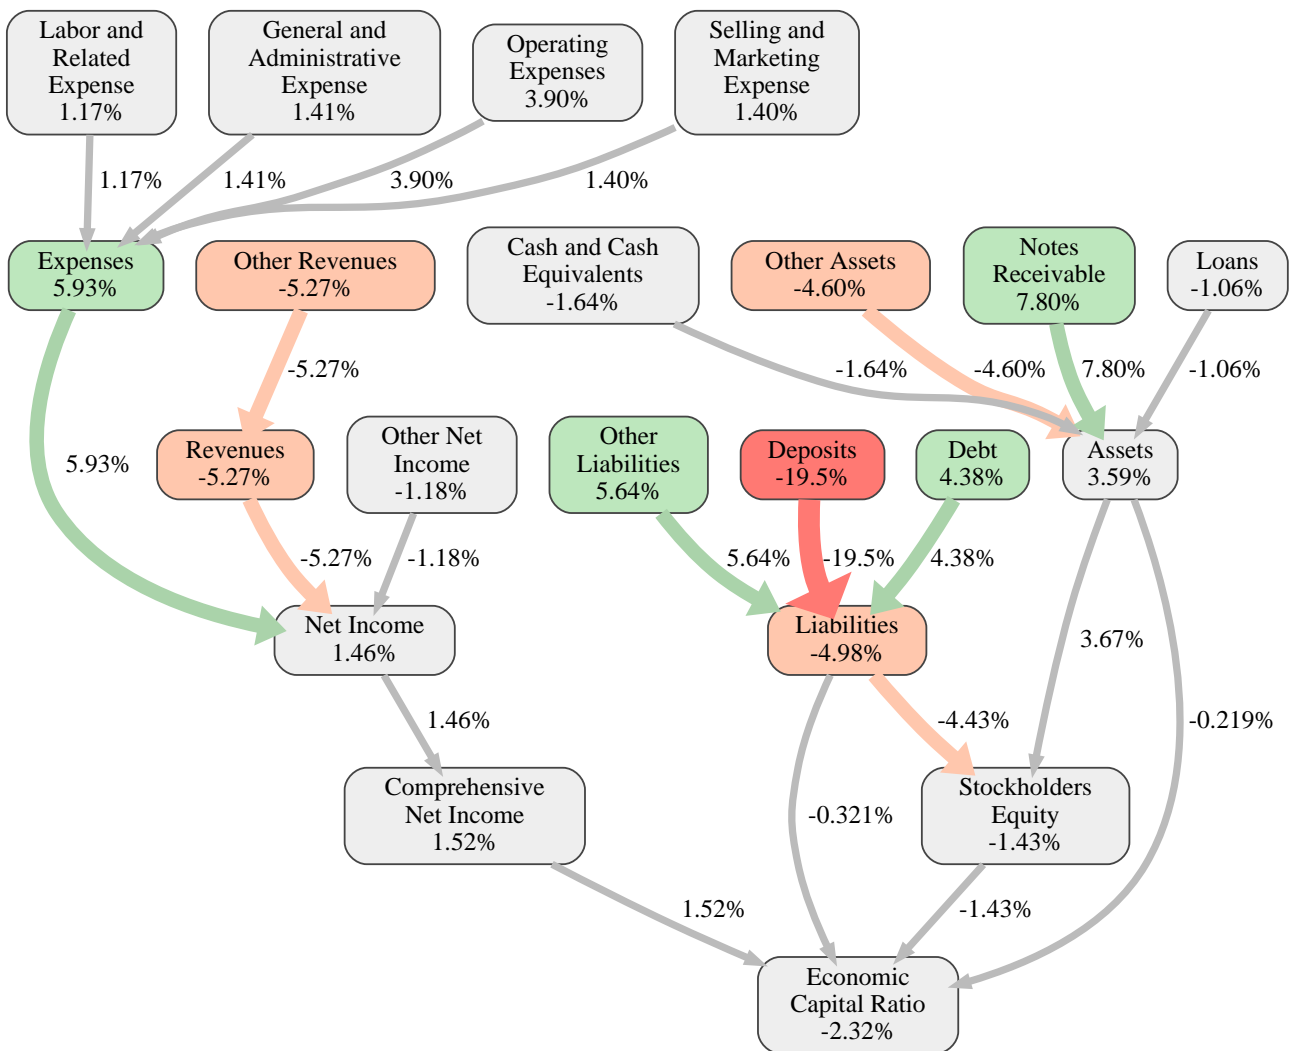 Labor and
Related
Expense
1.17%
General and
Administrative
Expense
1.41%
Operating
Expenses
3.90%
Selling and
Marketing
Expense
1.40%
1.17%
1.41%
3.90%
1.40%
Expenses
5.93%
Other Revenues
-5.27%
Cash and Cash
Equivalents
-1.64%
Other Assets
-4.60%
Notes
Receivable
7.80%
Loans
-1.06%
-5.27%
-1.64%
-4.60%
7.80%
-1.06%
5.93%
Revenues
-5.27%
Other Net
Income
-1.18%
Other
Liabilities
5.64%
Deposits
-19.5%
Debt
4.38%
Assets
3.59%
-5.27%
-1.18%
5.64%
-19.5%
4.38%
Net Income
1.46%
Liabilities
-4.98%
3.67%
1.46%
-4.43%
-0.219%
Comprehensive
Net Income
1.52%
-0.321%
Stockholders
Equity
-1.43%
1.52%
-1.43%
Economic
Capital Ratio
-2.32%